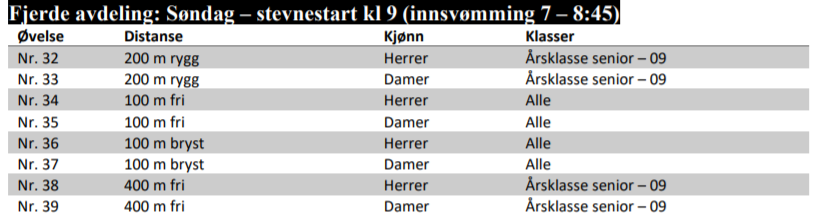 Fjerde avdeling: Søndag – stevnestart kl 9 (innsvømming 7 – 8:45)
Øvelse Distanse Kjønn Klasser
Nr. 32 200 m rygg Herrer Årsklasse senior – 09
Nr. 33 200 m rygg Damer Årsklasse senior – 09
Nr. 34 100 m fri Herrer Alle
Nr. 35 100 m fri Damer Alle
Nr. 36 100 m bryst Herrer Alle
Nr. 37 100 m bryst Damer Alle
Nr. 38 400 m fri Herrer Årsklasse senior – 09
Nr. 39 400 m fri Damer Årsklasse senior – 09